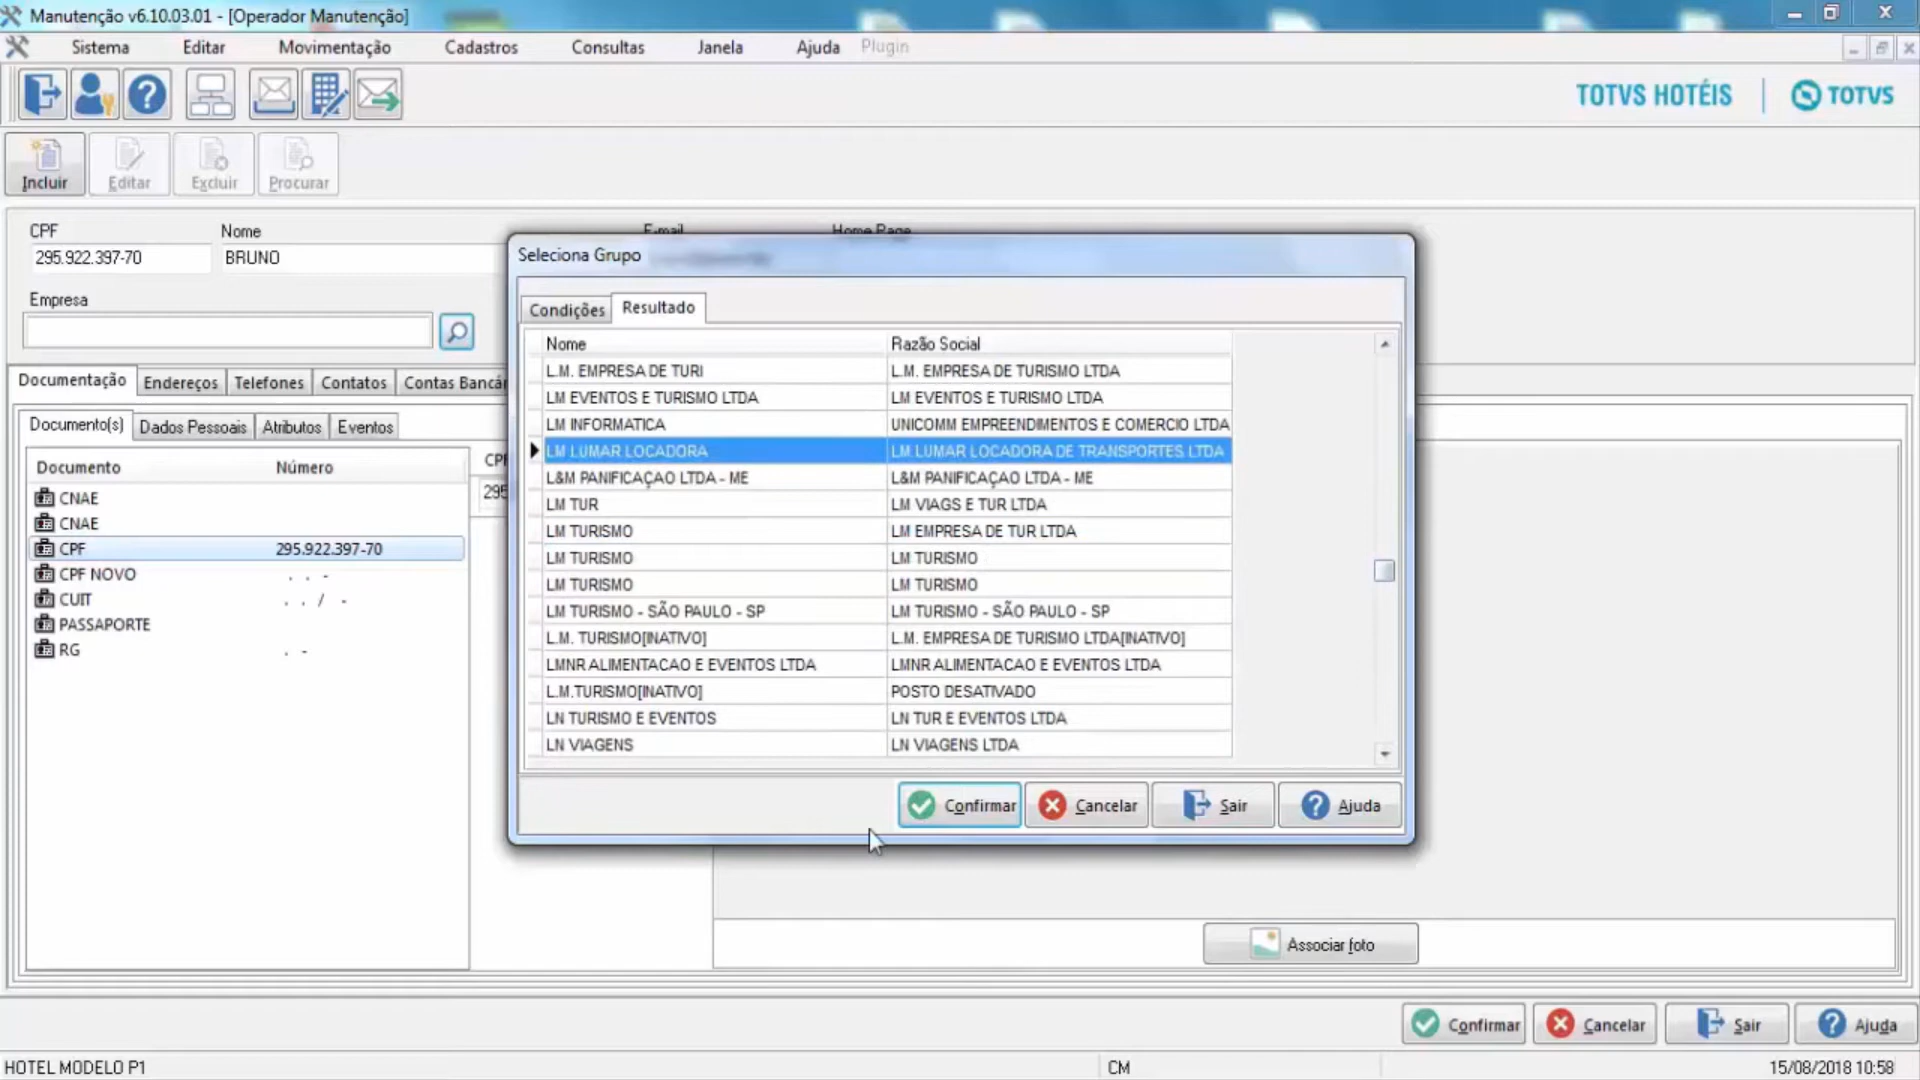 Manutenção v6.10.03.01 - [Operador Manutenção]
Sistema Editar Movimentação Cadastros Consultas Janela Ajuda Plugin
TOTVS HOTÉIS TOTVS
Incluir Editar Excluir Procurar
CPF Nome E-mail Home Page
295.922.397-70 BRUNO
Empresa
Documentação Endereços Telefones Contatos Contas Bancár
Documento(s) Dados Pessoais Atributos Eventos
Documento Número CPF
295
CNAE
CNAE
CPF 295.922.397-70
CPF NOVO . . -
CUIT . . / -
PASSAPORTE
RG . -
Seleciona Grupo
Condições Resultado
Nome Razão Social
L.M. EMPRESA DE TURI L.M. EMPRESA DE TURISMO LTDA
LM EVENTOS E TURISMO LTDA LM EVENTOS E TURISMO LTDA
LM INFORMATICA UNICOMM EMPREENDIMENTOS E COMERCIO LTDA
LM LUMAR LOCADORA LM LUMAR LOCADORA DE TRANSPORTES LTDA
L&M PANIFICAÇAO LTDA - ME L&M PANIFICAÇAO LTDA - ME
LM TUR LM VIAGS E TUR LTDA
LM TURISMO LM EMPRESA DE TUR LTDA
LM TURISMO LM TURISMO
LM TURISMO LM TURISMO
LM TURISMO - SÃO PAULO - SP LM TURISMO - SÃO PAULO - SP
L.M. TURISMO[INATIVO] L.M. EMPRESA DE TURISMO LTDA[INATIVO]
LMNR ALIMENTACAO E EVENTOS LTDA LMNR ALIMENTACAO E EVENTOS LTDA
L.M.TURISMO[INATIVO] POSTO DESATIVADO
LN TURISMO E EVENTOS LN TUR E EVENTOS LTDA
LN VIAGENS LN VIAGENS LTDA
Confirmar Cancelar Sair Ajuda
Associar foto
Confirmar Cancelar Sair Ajuda
HOTEL MODELO P1 CM 15/08/2018 10:58